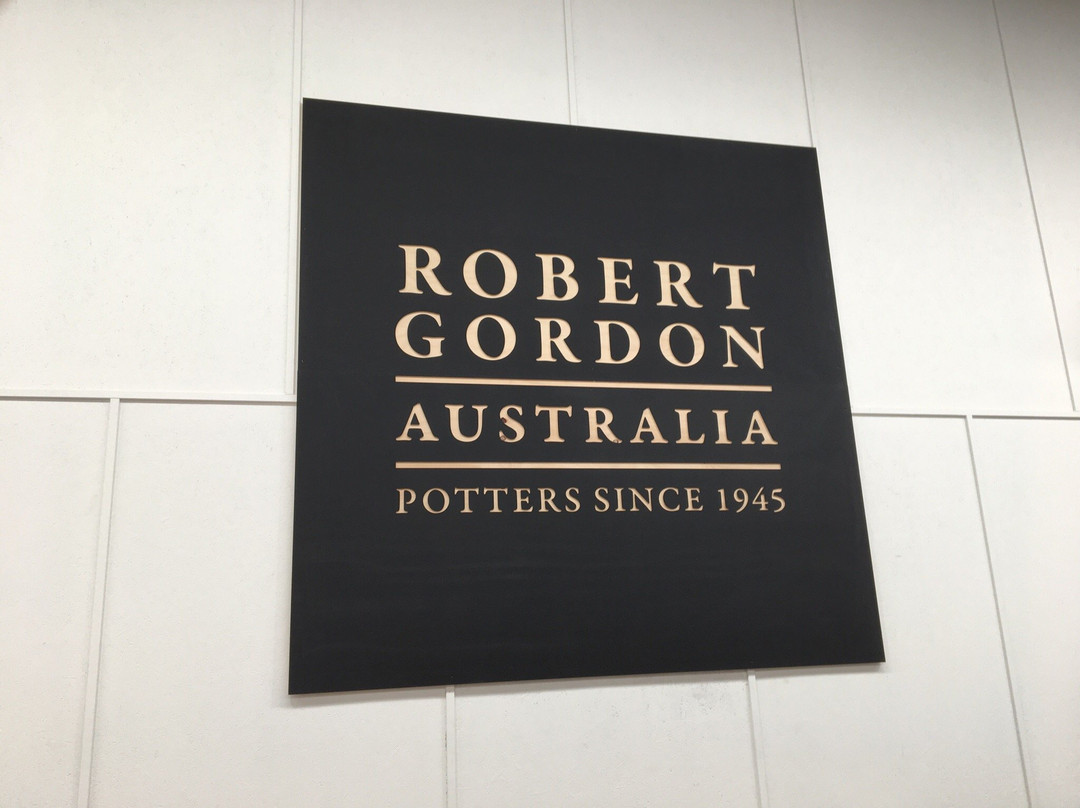 ROBERT
GORDON
AUSTRALIA
POTTERS SINCE 1945